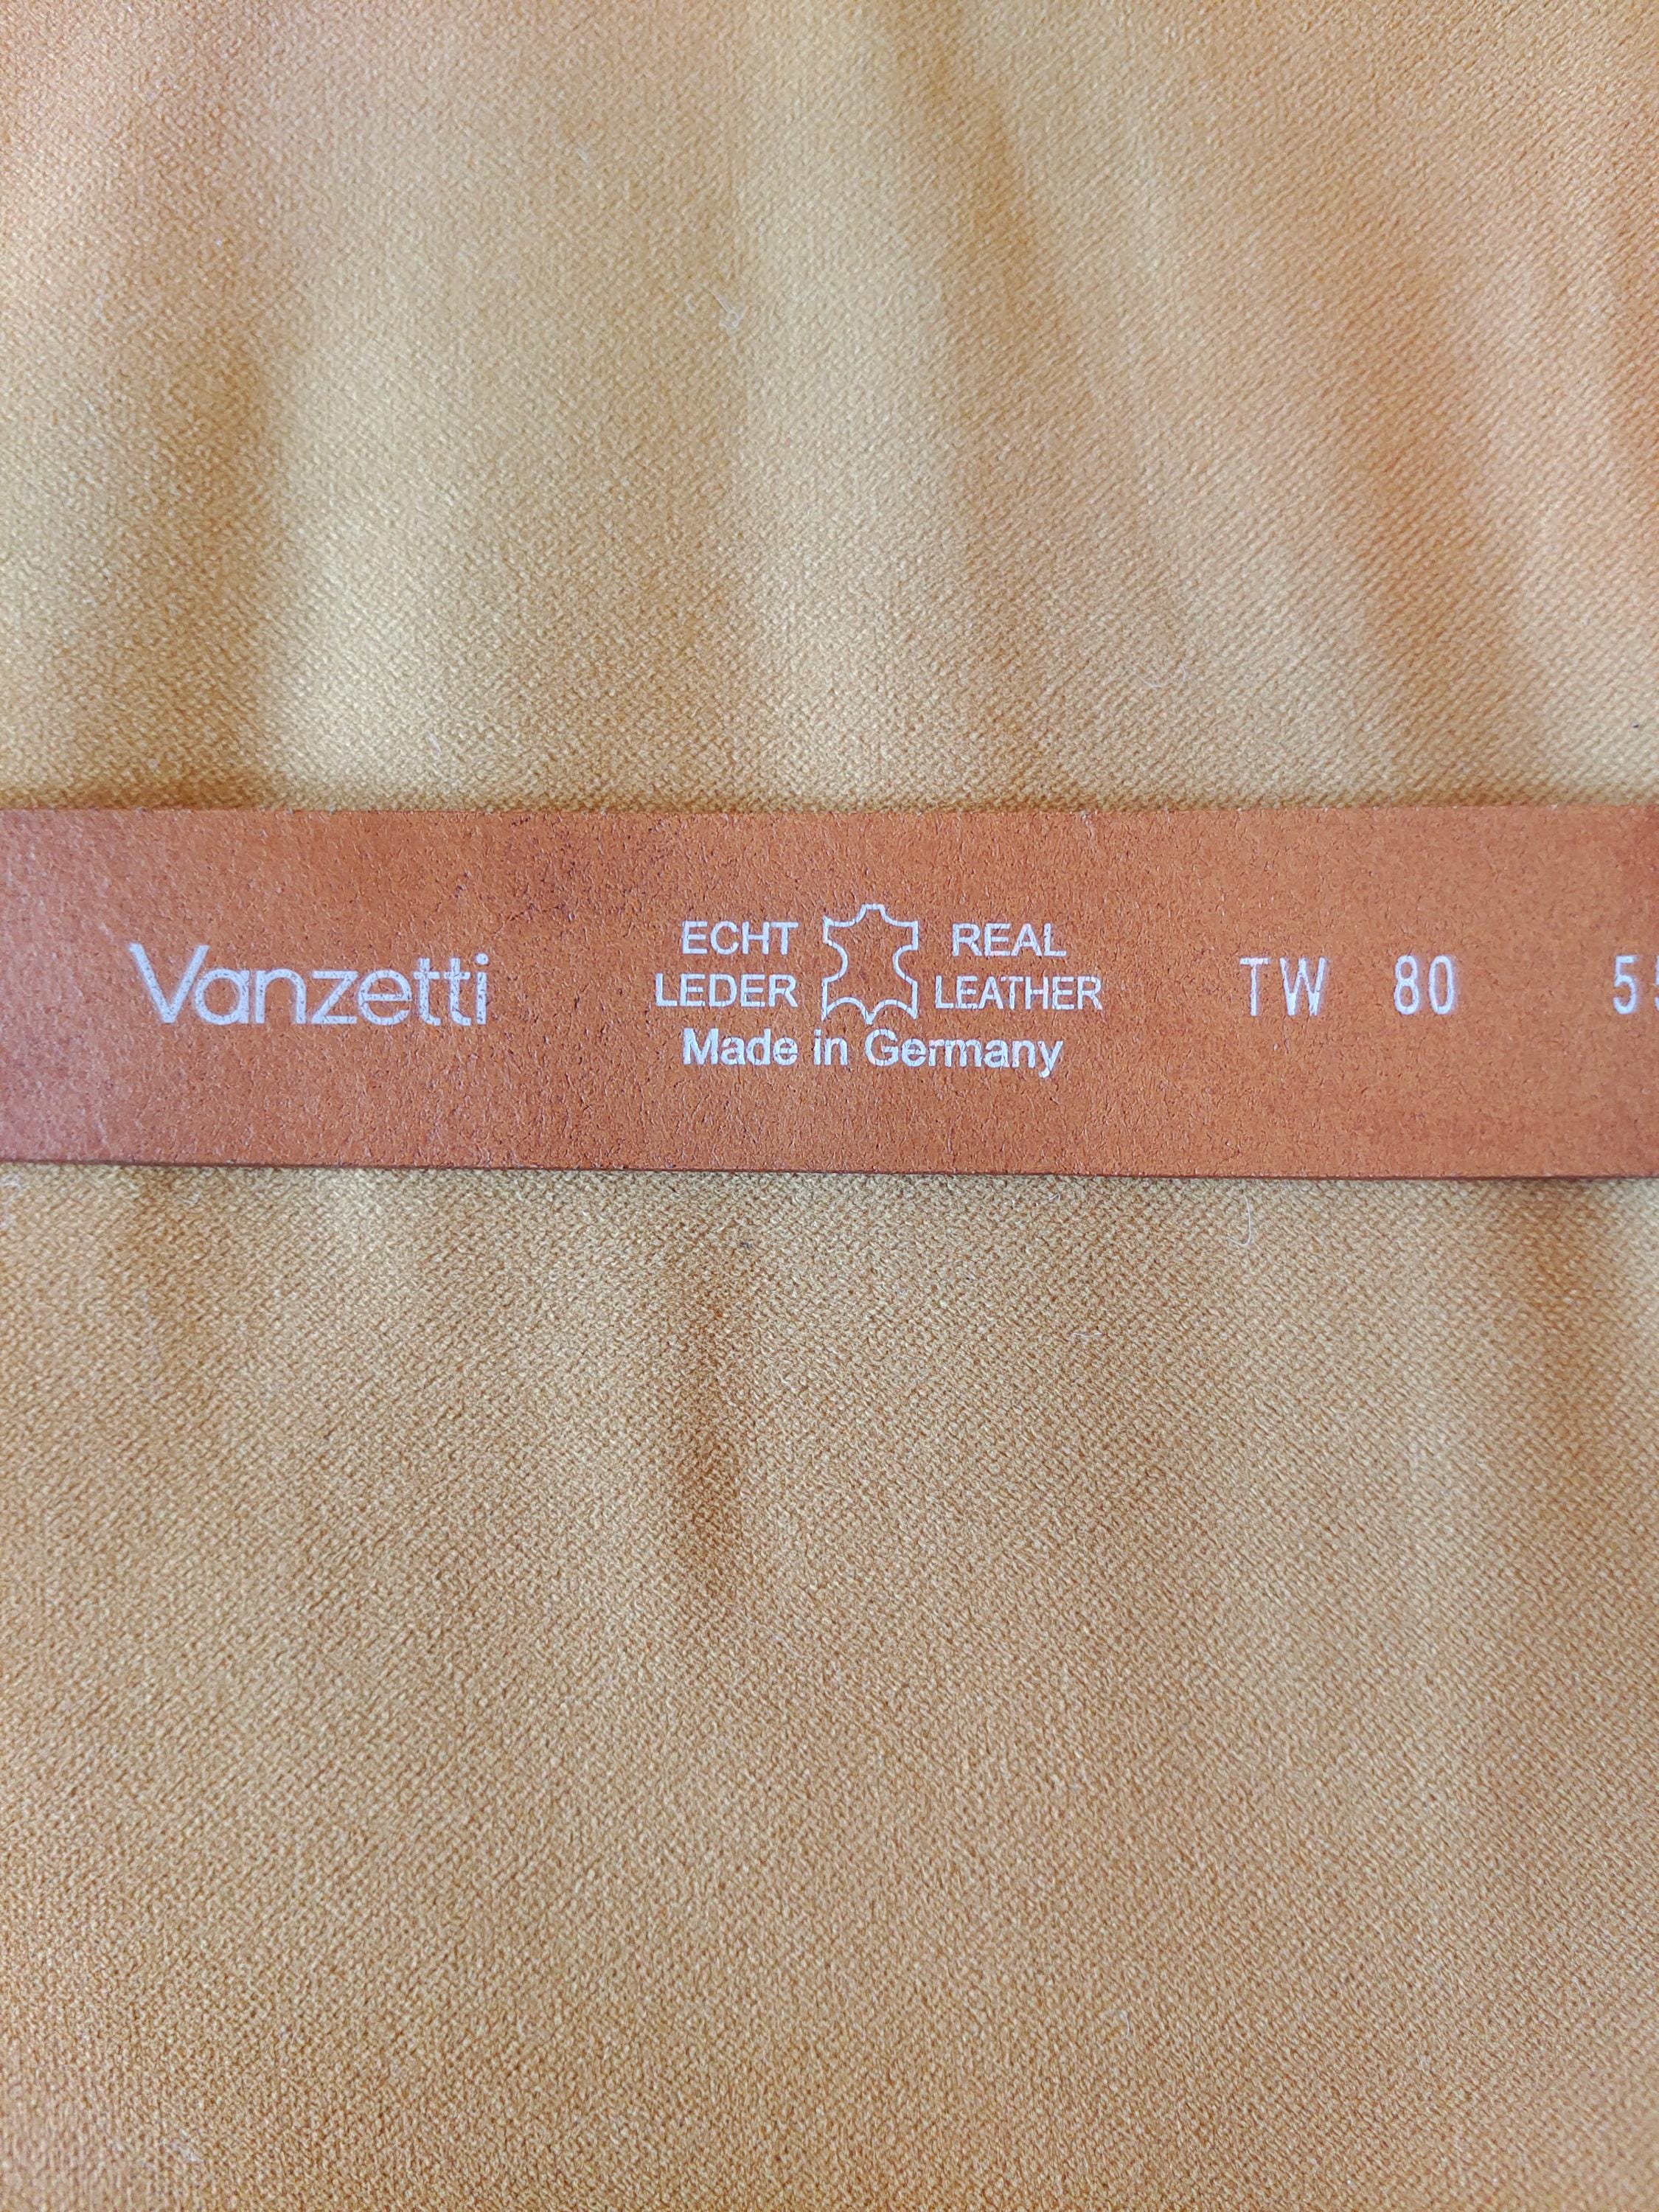 Vanzetti
ECHT REAL
LEDER LEATHER
Made in Germany
TW 80